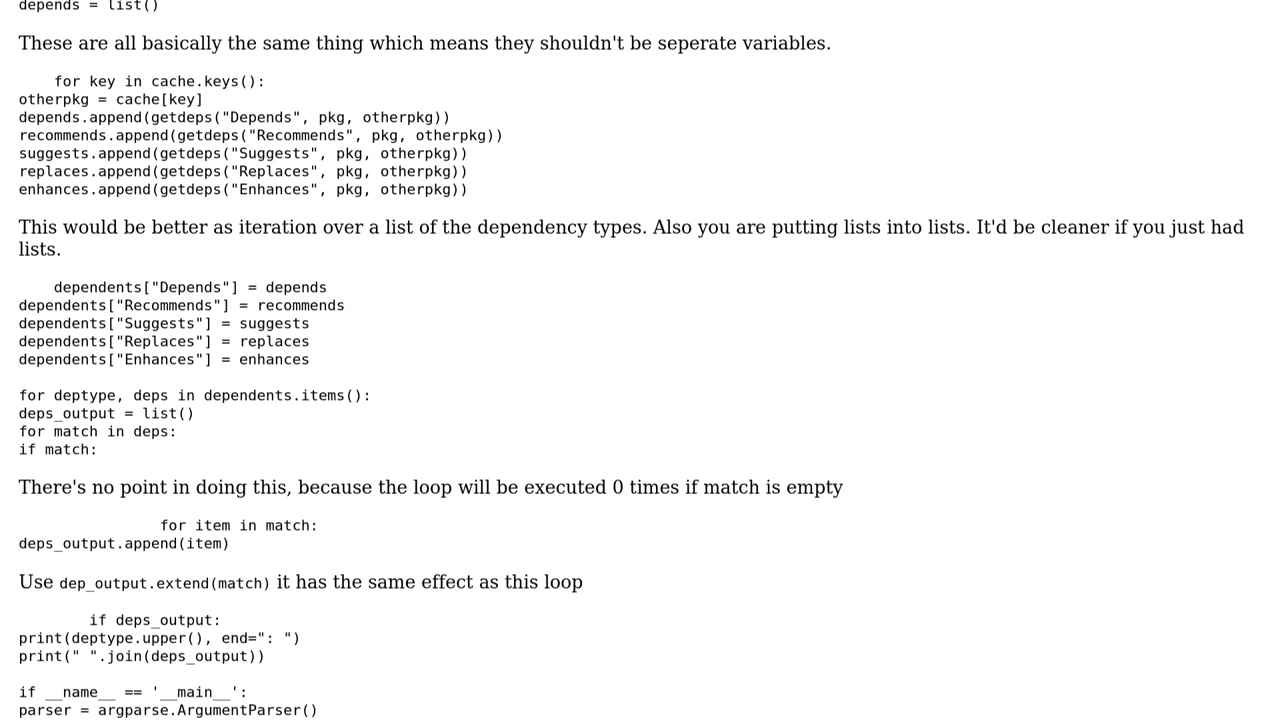 depends = list()
These are all basically the same thing which means they shouldn't be seperate variables.
    for key in cache.keys():
otherpkg = cache[key]
depends.append(getdeps("Depends", pkg, otherpkg))
recommends.append(getdeps("Recommends", pkg, otherpkg))
suggests.append(getdeps("Suggests", pkg, otherpkg))
replaces.append(getdeps("Replaces", pkg, otherpkg))
enhances.append(getdeps("Enhances", pkg, otherpkg))
This would be better as iteration over a list of the dependency types. Also you are putting lists into lists. It'd be cleaner if you just had
lists.
    dependents["Depends"] = depends
dependents["Recommends"] = recommends
dependents["Suggests"] = suggests
dependents["Replaces"] = replaces
dependents["Enhances"] = enhances
for deptype, deps in dependents.items():
deps_output = list()
for match in deps:
if match:
There's no point in doing this, because the loop will be executed 0 times if match is empty
                for item in match:
deps_output.append(item)
Use dep_output.extend(match) it has the same effect as this loop
        if deps_output:
print(deptype.upper(), end=": ")
print(" ".join(deps_output))
if __name__ == '__main__':
parser = argparse.ArgumentParser()